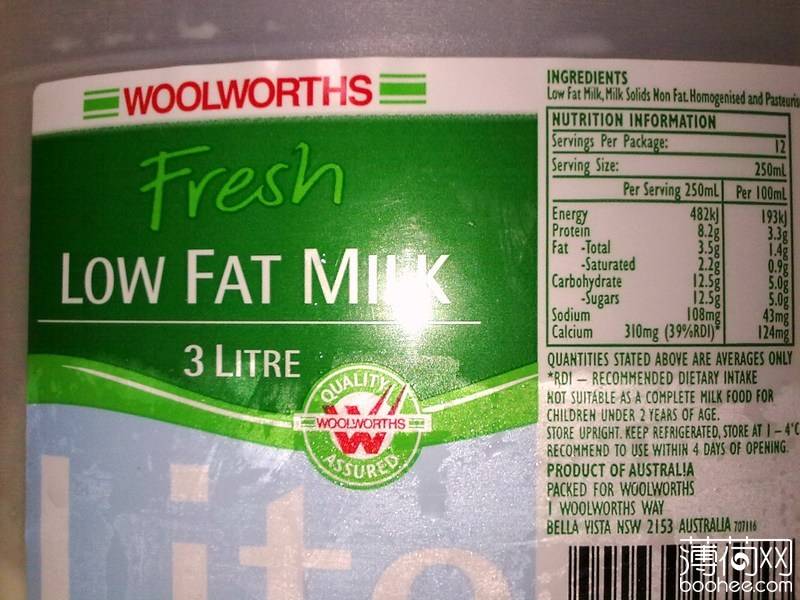 WOOLWORTHS
Fresh
LOW FAT MILK
3 LITRE
QUALITY
WOOLWORTHS
ASSURED
Lite
INGREDIENTS
Low Fat Milk, Milk Solids Non Fat. Homogenised and
NUTRITION INFORMATION
Servings Per Package: 12
Serving Size: 250mL
Per Serving 250mL Per 100mL
Energy 482kJ 193kJ
Protein 8.2g 3.3g
Fat -Total 3.5g 1.4g
-Saturated 2.2g 0.9g
Carbohydrate 12.5g 5.0g
-Sugars 12.5g 5.0g
Sodium 108mg 43mg
Calcium 310mg (39%RDI)* 124mg
QUANTITIES STATED ABOVE ARE AVERAGES ONLY
*RDI – RECOMMENDED DIETARY INTAKE
NOT SUITABLE AS A COMPLETE MILK FOOD FOR
CHILDREN UNDER 2 YEARS OF AGE.
STORE UPRIGHT. KEEP REFRIGERATED, STORE AT 1 – 4°C
RECOMMEND TO USE WITHIN 4 DAYS OF OPENING.
PRODUCT OF AUSTRALIA
PACKED FOR WOOLWORTHS
1 WOOLWORTHS WAY
BELLA VISTA NSW 2153 AUSTRALIA 707116
薄荷网
boohee.com